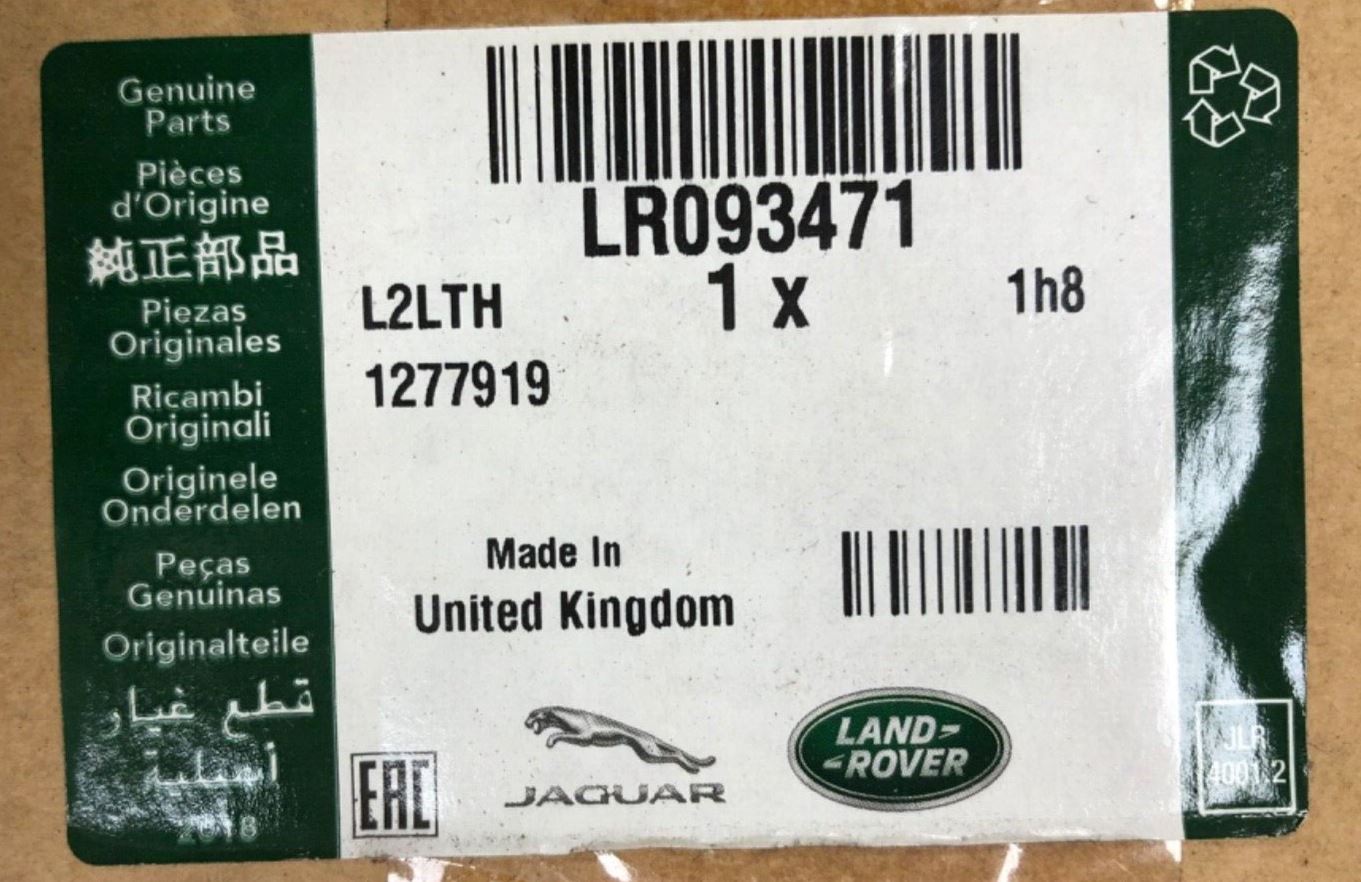 Genuine
Parts
Pièces
d'Origine
純正部品
Piezas
Originales
Ricambi
Originali
Originele
Onderdelen
Peças
Genuinas
Originalteile
قطع غيار
أصلية
2018
LR093471
L2LTH
1 x
1h8
1277919
Made In
United Kingdom
EAC
JAGUAR
LAND-
-ROVER
JLR
4001.2